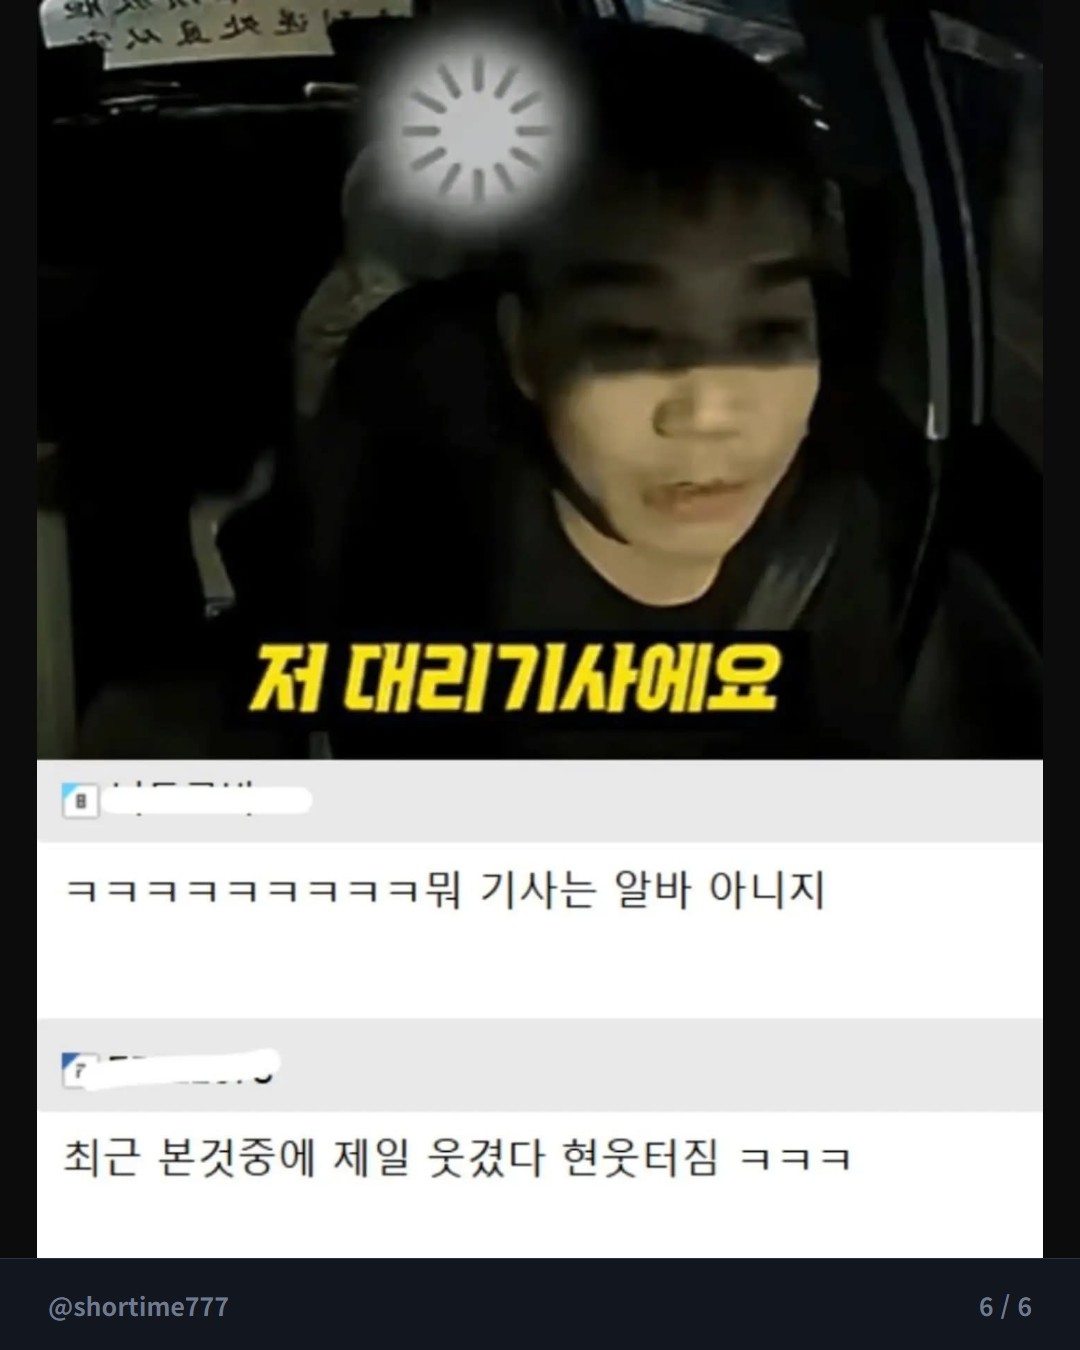 저 대리기사에요
8
ㅋㅋㅋㅋㅋㅋㅋㅋㅋ뭐 기사는 알바 아니지
7
최근 본것중에 제일 웃겼다 현웃터짐 ㅋㅋㅋ
@shortime777
6 / 6